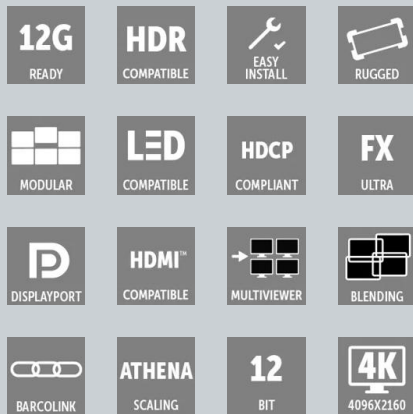 12G
READY
HDR
COMPATIBLE
EASY
INSTALL
RUGGED
MODULAR
LED
COMPATIBLE
HDCP
COMPLIANT
FX
ULTRA
DISPLAYPORT
HDMI™
COMPATIBLE
MULTIVIEWER
BLENDING
BARCOLINK
ATHENA
SCALING
12
BIT
4K
4096X2160